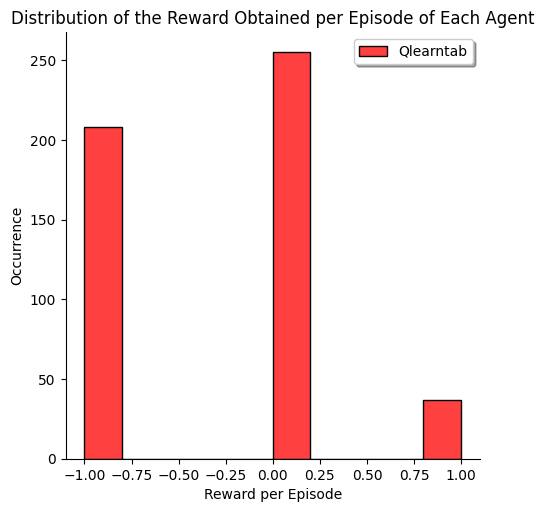 Distribution of the Reward Obtained per Episode of Each Agent
Qlearntab
250
200
150
100
50
0
Occurrence
−1.00 −0.75 −0.50 −0.25 0.00 0.25 0.50 0.75 1.00
Reward per Episode